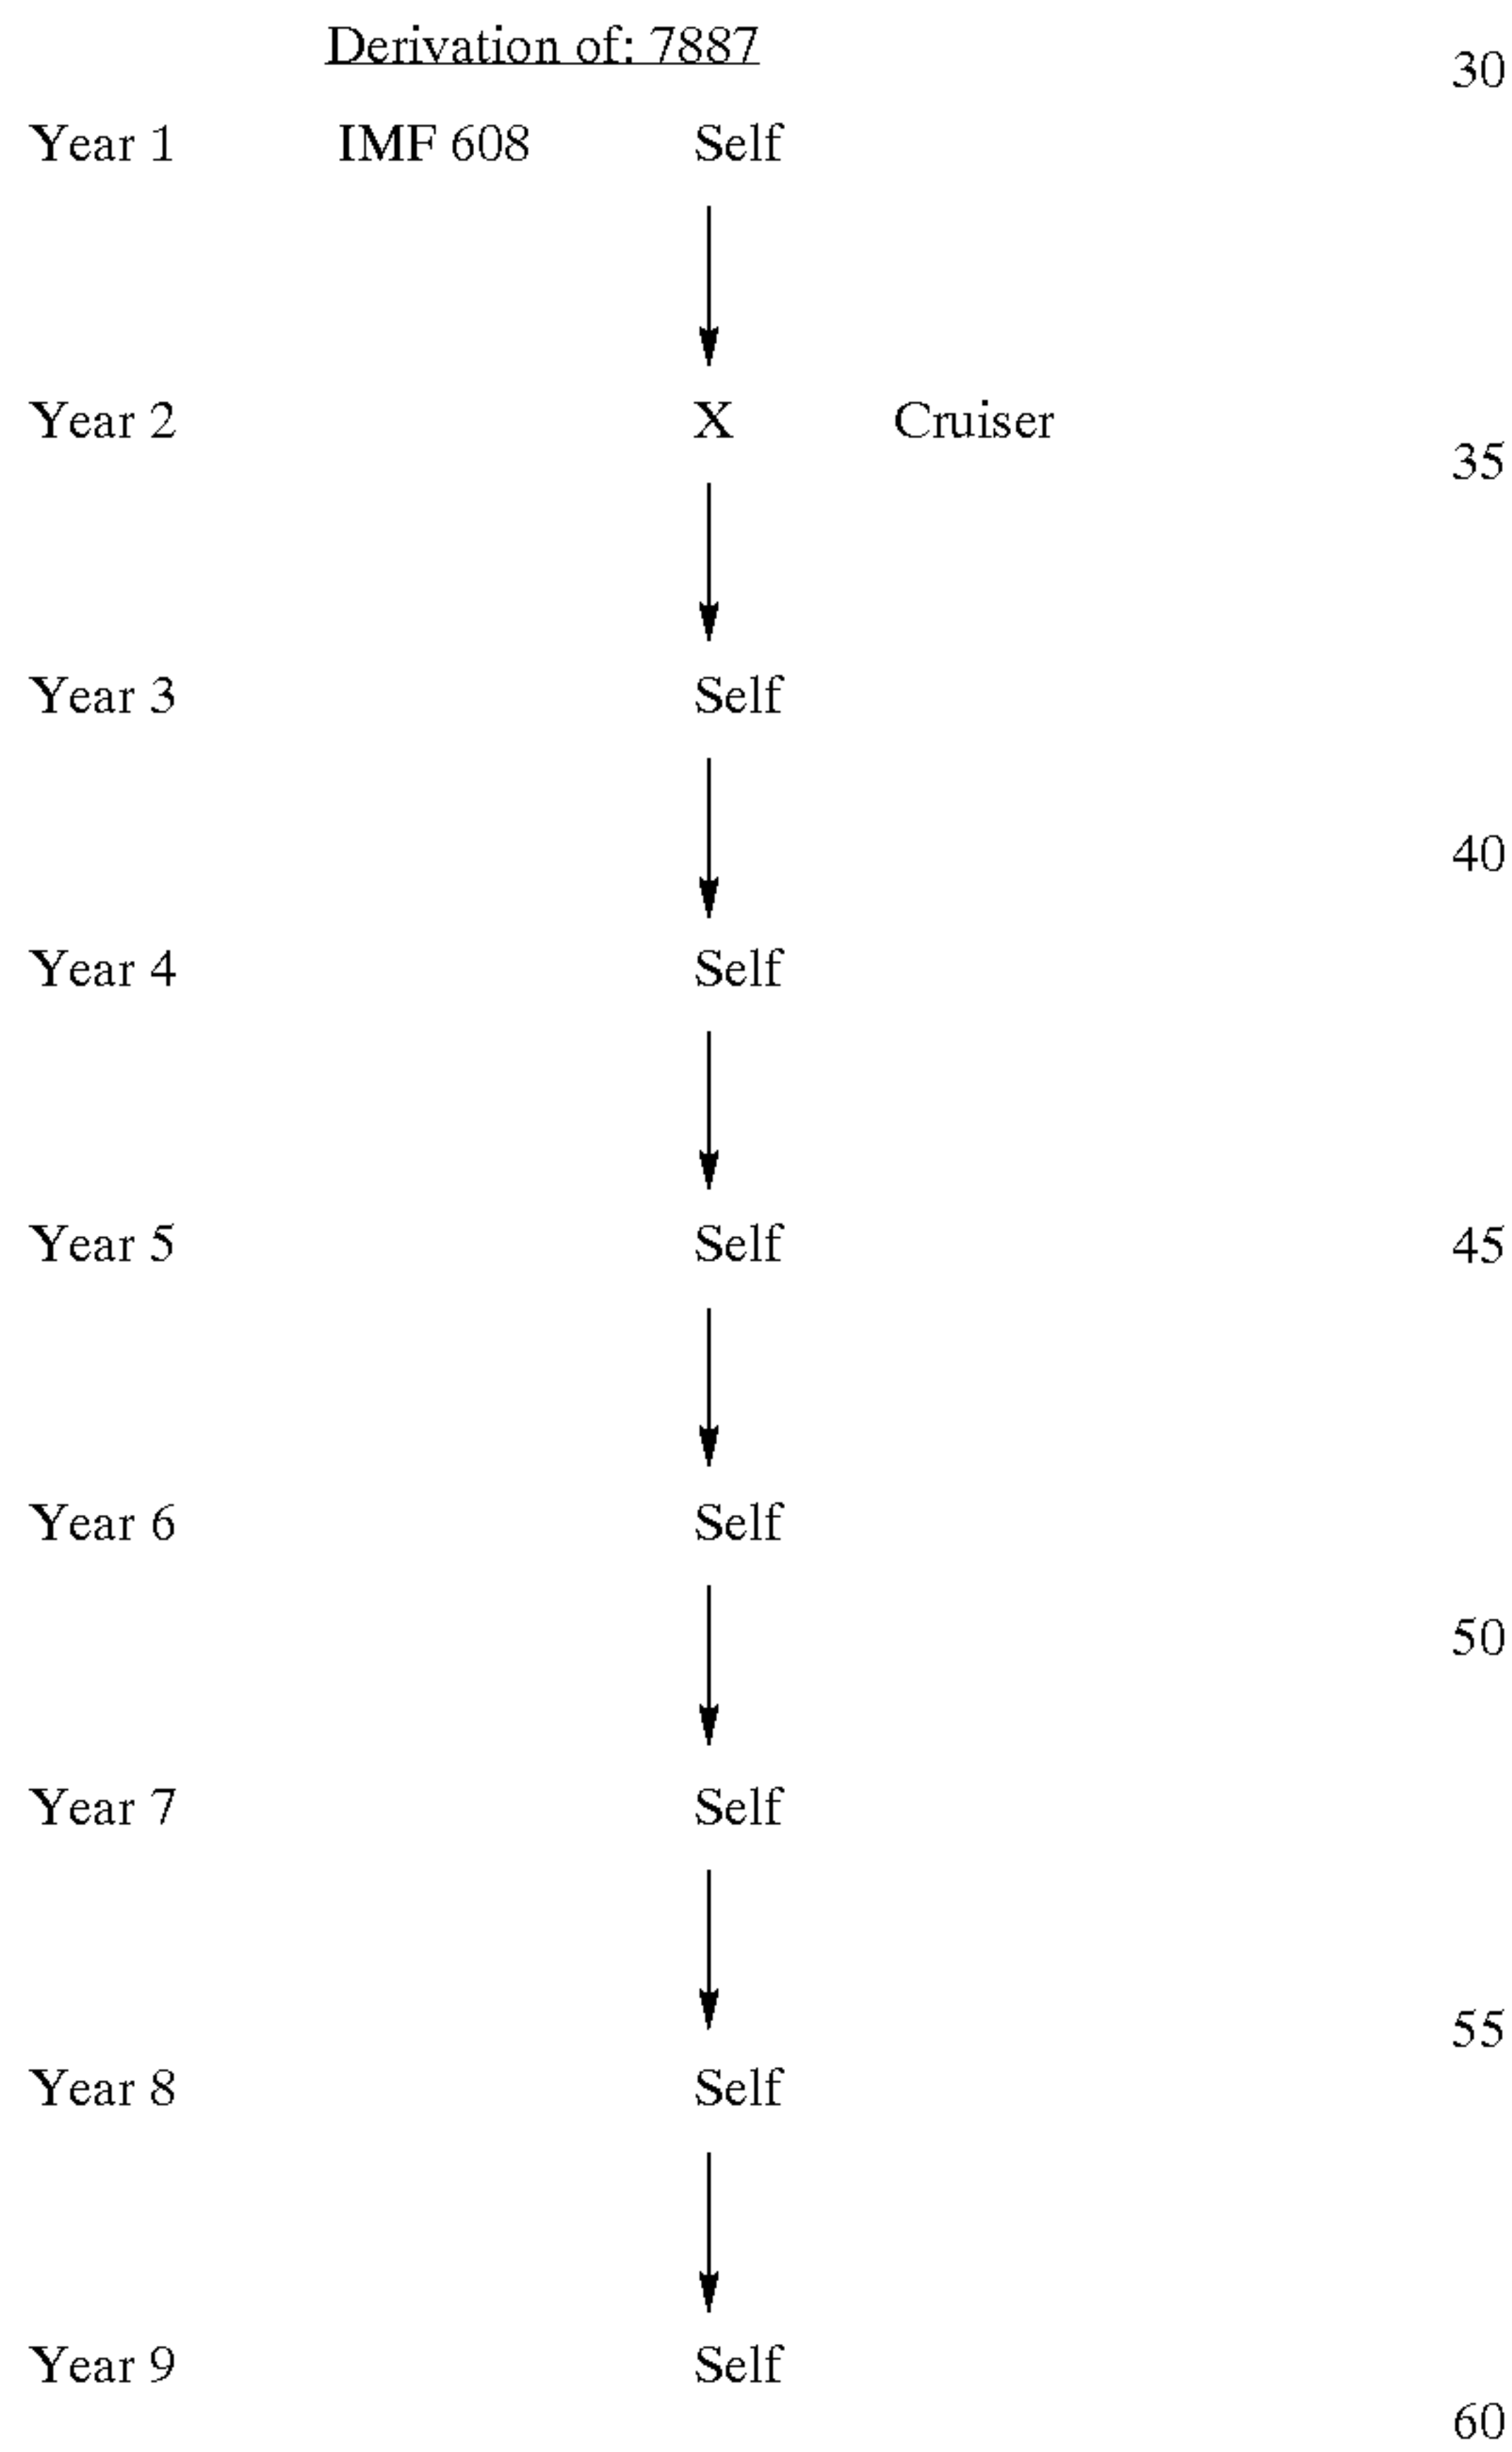 Derivation of: 7887
30
Year 1 IMF 608 Self
Year 2 X Cruiser
35
Year 3 Self
40
Year 4 Self
Year 5 Self 45
Year 6 Self
50
Year 7 Self
55
Year 8 Self
Year 9 Self
60